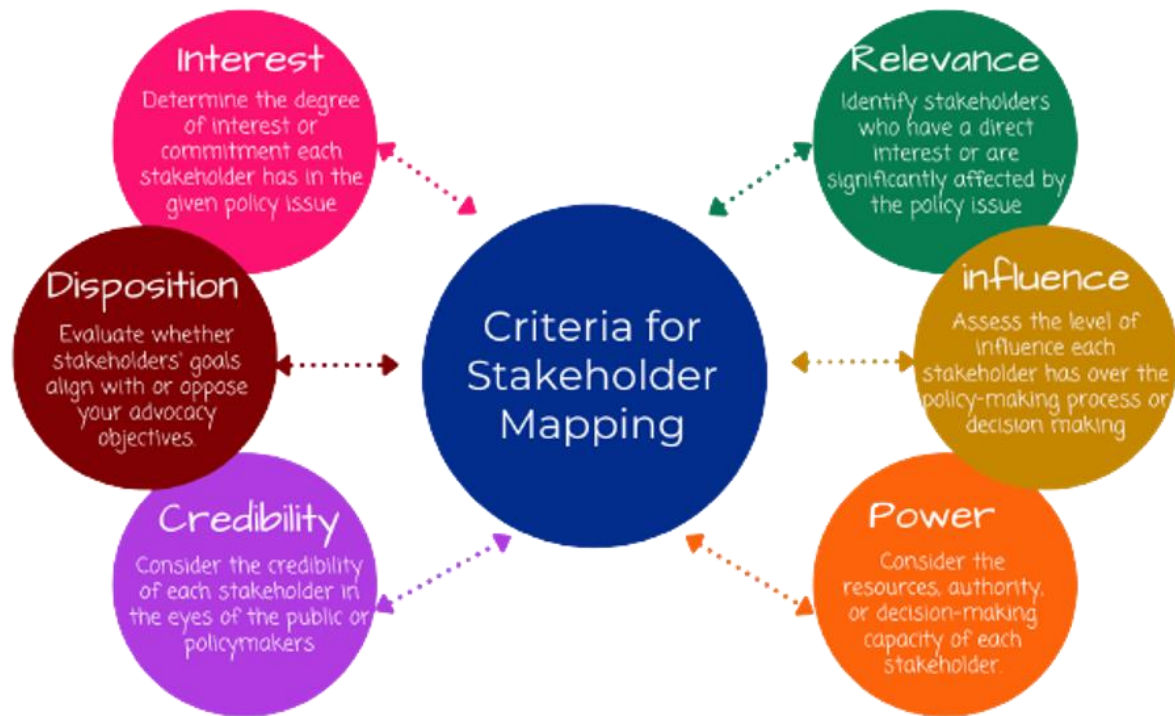 Interest
Determine the degree
of interest or
commitment each
stakeholder has in the
given policy issue
Disposition
Evaluate whether
stakeholders' goals
align with or oppose
your advocacy
objectives.
Credibility
Consider the credibility
of each stakeholder in
the eyes of the public or
policymakers
Criteria for
Stakeholder
Mapping
Relevance
Identify stakeholders
who have a direct
interest or are
significantly affected by
the policy issue
influence
Assess the level of
influence each
stakeholder has over the
policy-making process or
decision making
Power
Consider the
resources, authority,
or decision-making
capacity of each
stakeholder.